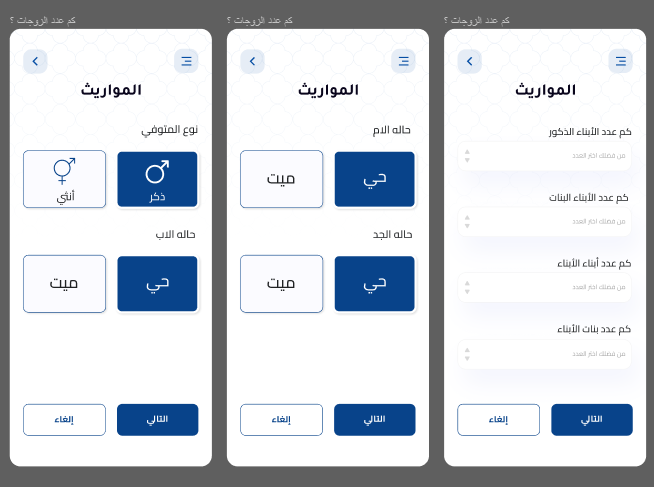 كم عدد الزوجات ؟
المواريث
نوع المتوفي
ذكر
أنثي
حاله الاب
حي
ميت
التالي
إلغاء
كم عدد الزوجات ؟
المواريث
حاله الام
حي
ميت
حاله الجد
حي
ميت
التالي
إلغاء
كم عدد الزوجات ؟
المواريث
كم عدد الأبناء الذكور
من فضلك اختر العدد
كم عدد الأبناء البنات
من فضلك اختر العدد
كم عدد أبناء الأبناء
من فضلك اختر العدد
كم عدد بنات الأبناء
من فضلك اختر العدد
التالي
إلغاء